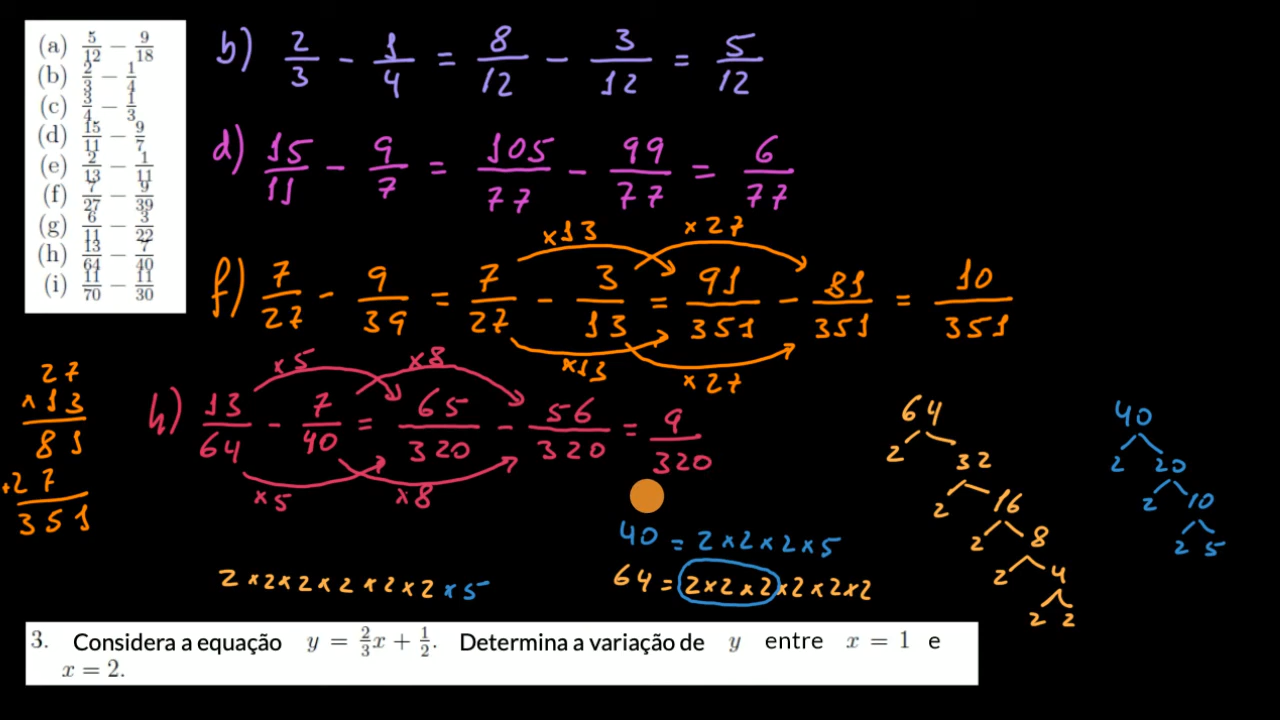 (a) 5/12 − 9/18
(b) 2/3 − 1/4
(c) 3/4 − 1/3
(d) 15/11 − 9/7
(e) 2/13 − 1/11
(f) 7/27 − 9/39
(g) 6/11 − 3/22
(h) 13/64 − 7/40
(i) 11/70 − 11/30
b) 2/3 - 1/4 = 8/12 - 3/12 = 5/12
d) 15/11 - 9/7 = 105/77 - 99/77 = 6/77
×13 ×27
f) 7/27 - 9/39 = 7/27 - 3/13 = 91/351 - 81/351 = 10/351
×13 ×27
27
×13
81
+27
351
×5 ×8
h) 13/64 - 7/40 = 65/320 - 56/320 = 9/320
×5 ×8
64
2 32
2 16
2 8
2 4
2 2
40
2 20
2 10
2 5
40 = 2×2×2×5
2×2×2×2×2×2×5
64 = 2×2×2×2×2×2
3. Considera a equação y = 2/3x + 1/2. Determina a variação de y entre x = 1 e
x = 2.